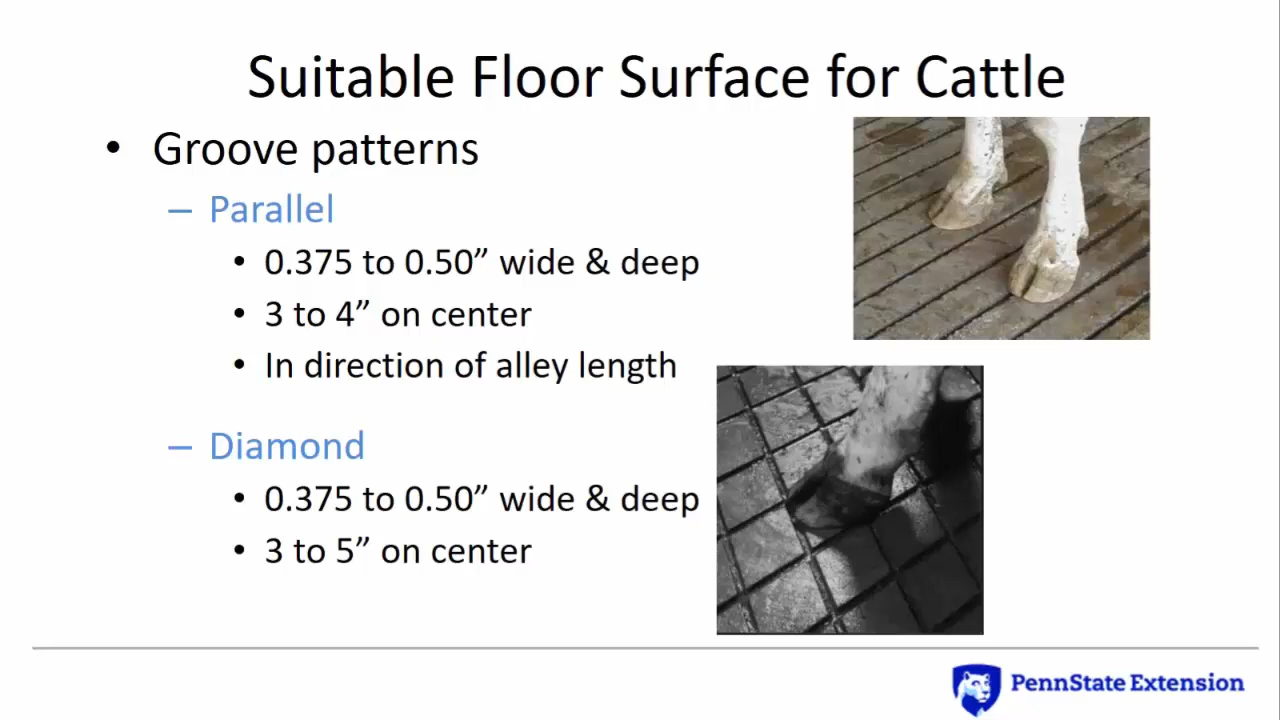 Suitable Floor Surface for Cattle
• Groove patterns
– Parallel
• 0.375 to 0.50” wide & deep
• 3 to 4” on center
• In direction of alley length
– Diamond
• 0.375 to 0.50” wide & deep
• 3 to 5” on center
PennState Extension